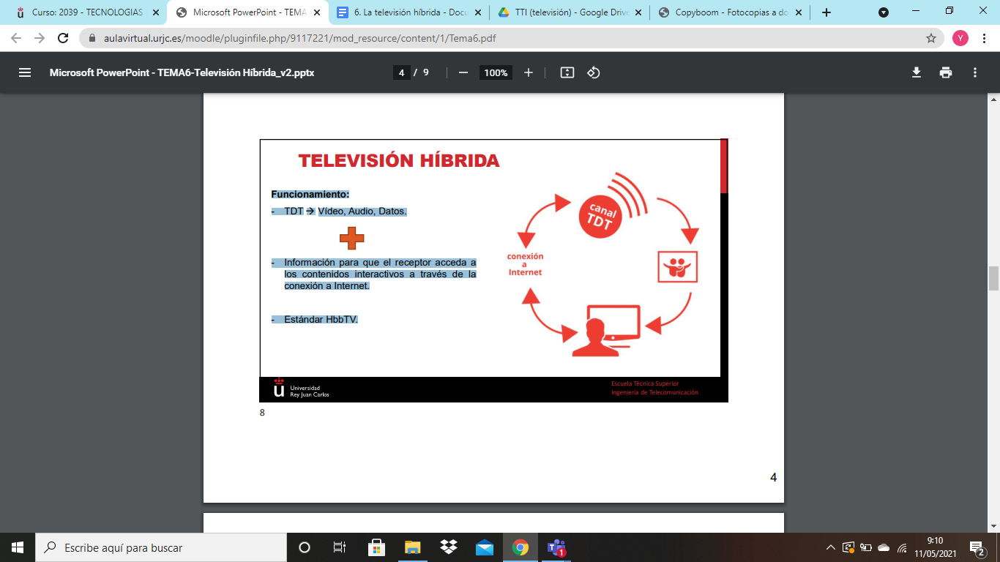 Curso: 2039 - TECNOLOGIAS
Microsoft PowerPoint - TEMA
6. La televisión híbrida - Docu
TTI (televisión) - Google Drive
Copyboom - Fotocopias a do
aulavirtual.urjc.es/moodle/pluginfile.php/9117221/mod_resource/content/1/Tema6.pdf
Y
Microsoft PowerPoint - TEMA6-Televisión Híbrida_v2.pptx
4 / 9
100%
TELEVISIÓN HÍBRIDA
Funcionamiento:
- TDT → Vídeo, Audio, Datos.
- Información para que el receptor acceda a
los contenidos interactivos a través de la
conexión a Internet.
- Estándar HbbTV.
canal
TDT
conexión
a
Internet
ü Universidad
Rey Juan Carlos
Escuela Técnica Superior
Ingeniería de Telecomunicación
8
4
Escribe aquí para buscar
1
9:10
11/05/2021
2